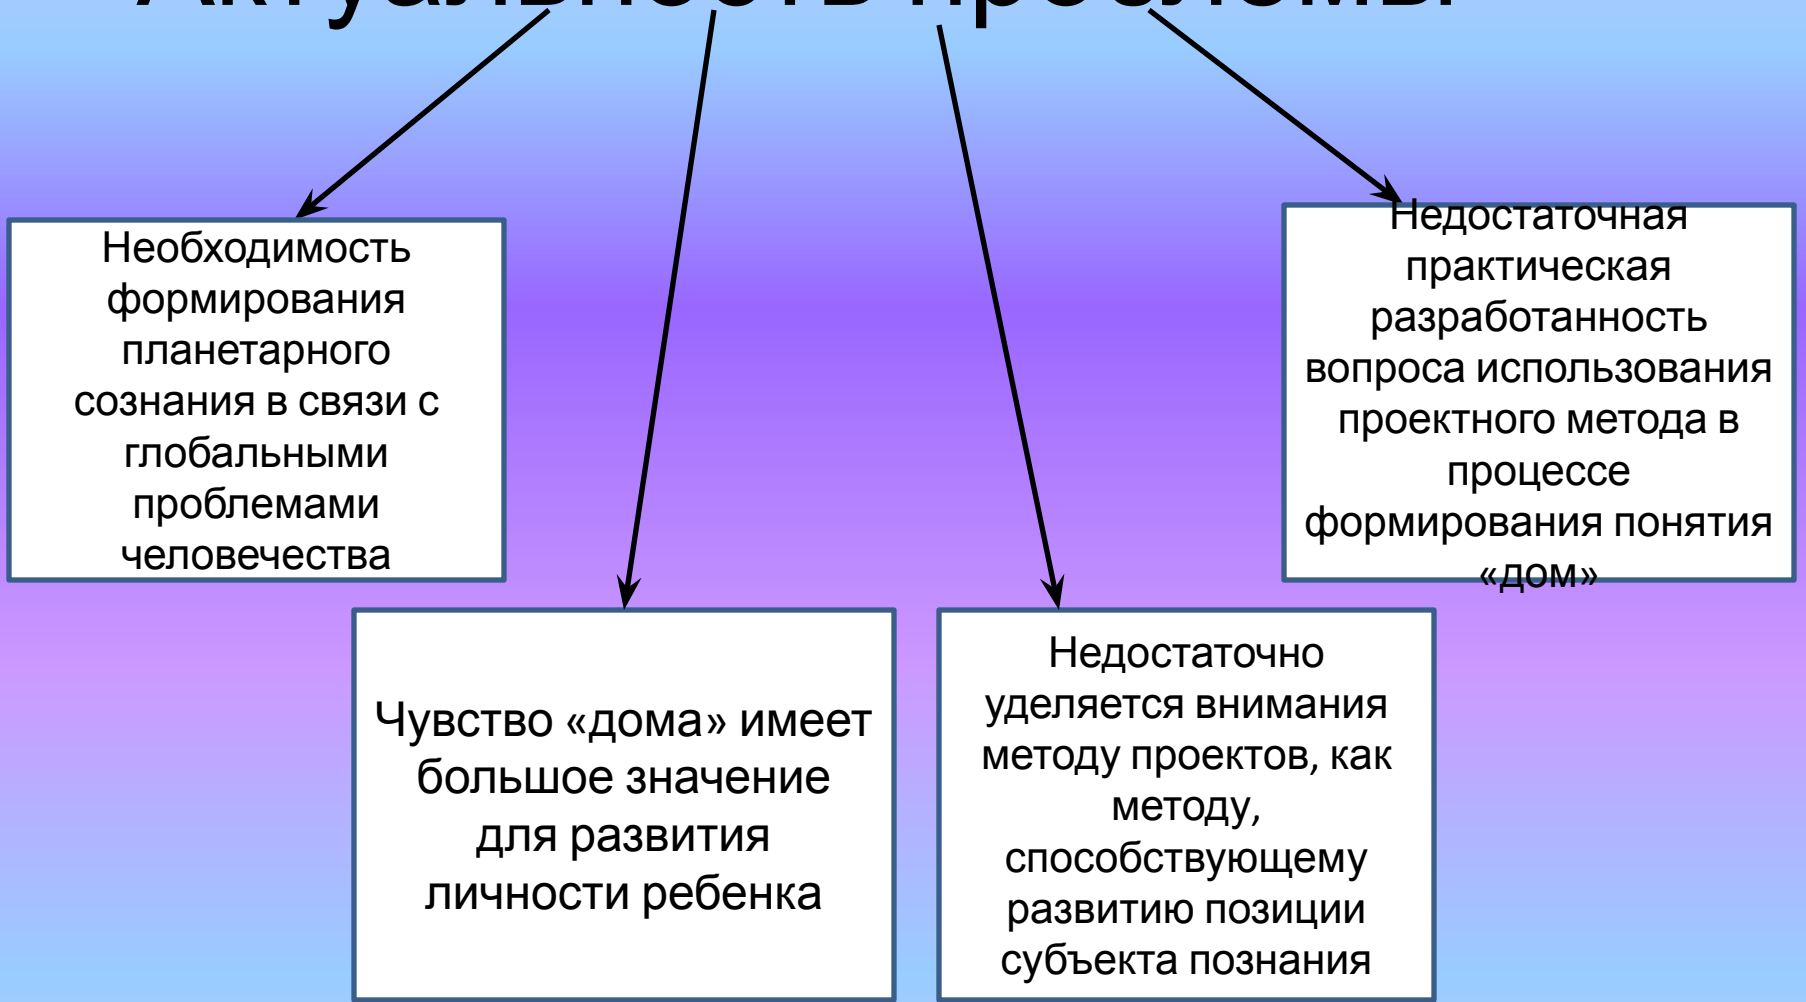 Актуальность проблемы
Необходимость
формирования
планетарного
сознания в связи с
глобальными
проблемами
человечества
Чувство «дома» имеет
большое значение
для развития
личности ребенка
Недостаточно
уделяется внимания
методу проектов, как
методу,
способствующему
развитию позиции
субъекта познания
Недостаточная
практическая
разработанность
вопроса использования
проектного метода в
процессе
формирования понятия
«дом»